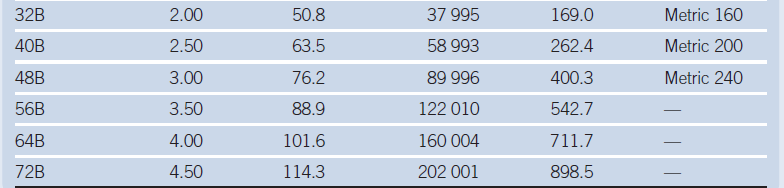 32B 2.00 50.8 37 995 169.0 Metric 160
40B 2.50 63.5 58 993 262.4 Metric 200
48B 3.00 76.2 89 996 400.3 Metric 240
56B 3.50 88.9 122 010 542.7 —
64B 4.00 101.6 160 004 711.7 —
72B 4.50 114.3 202 001 898.5 —